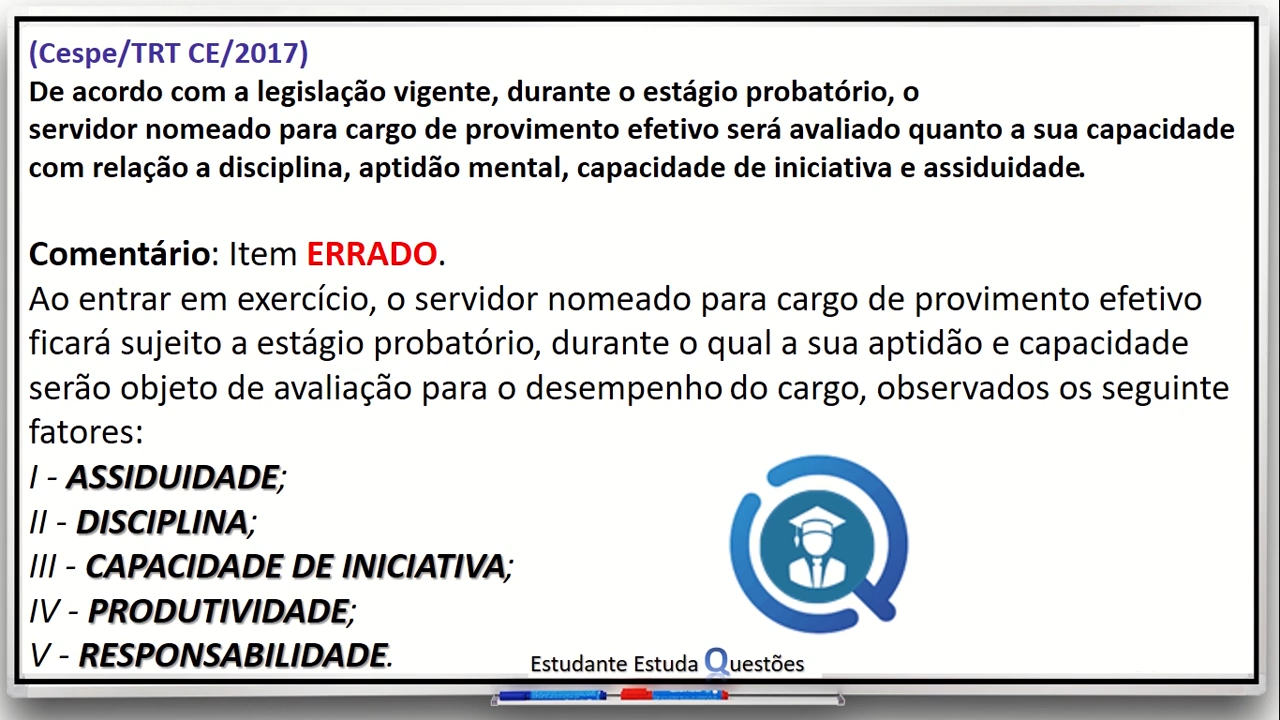 (Cespe/TRT CE/2017)
De acordo com a legislação vigente, durante o estágio probatório, o
servidor nomeado para cargo de provimento efetivo será avaliado quanto a sua capacidade
com relação a disciplina, aptidão mental, capacidade de iniciativa e assiduidade.
Comentário: Item ERRADO.
Ao entrar em exercício, o servidor nomeado para cargo de provimento efetivo
ficará sujeito a estágio probatório, durante o qual a sua aptidão e capacidade
serão objeto de avaliação para o desempenho do cargo, observados os seguinte
fatores:
I - ASSIDUIDADE;
II - DISCIPLINA;
III - CAPACIDADE DE INICIATIVA;
IV - PRODUTIVIDADE;
V - RESPONSABILIDADE.
Estudante Estuda Questões